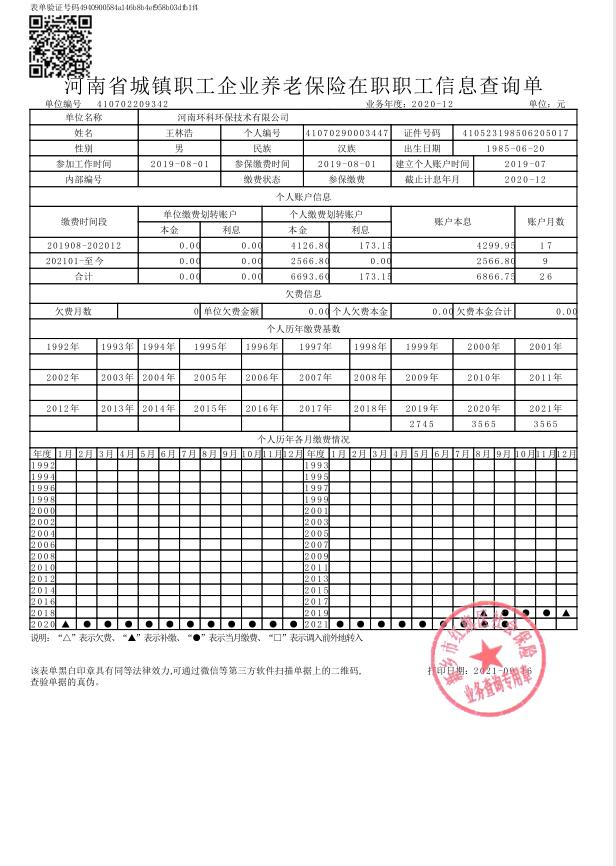 表单验证号码4940900584a146b8b4ef958b03dfb1f4
河南省城镇职工企业养老保险在职职工信息查询单
单位编号 410702209342 业务年度：2020-12 单位：元
单位名称 河南环科环保技术有限公司
姓名 王林浩 个人编号 41070290003447 证件号码 410523198506205017
性别 男 民族 汉族 出生日期 1985-06-20
参加工作时间 2019-08-01 参保缴费时间 2019-08-01 建立个人账户时间 2019-07
内部编号 缴费状态 参保缴费 截止计息年月 2020-12
个人账户信息
缴费时间段 单位缴费划转账户 个人缴费划转账户 账户本息 账户月数
本金 利息 本金 利息
201908-202012 0.00 0.00 4126.80 173.15 4299.95 17
202101-至今 0.00 0.00 2566.80 0.00 2566.80 9
合计 0.00 0.00 6693.60 173.15 6866.75 26
欠费信息
欠费月数 0 单位欠费金额 0.00 个人欠费本金 0.00 欠费本金合计 0.00
个人历年缴费基数
1992年 1993年 1994年 1995年 1996年 1997年 1998年 1999年 2000年 2001年
2002年 2003年 2004年 2005年 2006年 2007年 2008年 2009年 2010年 2011年
2012年 2013年 2014年 2015年 2016年 2017年 2018年 2019年 2020年 2021年
2745 3565 3565
个人历年各月缴费情况
年度 1月 2月 3月 4月 5月 6月 7月 8月 9月 10月 11月 12月 年度 1月 2月 3月 4月 5月 6月 7月 8月 9月 10月 11月 12月
1992 1993
1994 1995
1996 1997
1998 1999
2000 2001
2002 2003
2004 2005
2006 2007
2008 2009
2010 2011
2012 2013
2014 2015
2016 2017
2018 2019 ▲ ● ● ● ▲
2020 ▲ ● ● ● ● ● ● ● ● ● ● ● 2021 ● ● ● ● ● ● ● ● ●
说明：“△”表示欠费、“▲”表示补缴、“●”表示当月缴费、“□”表示调入前外地转入
该表单黑白印章具有同等法律效力,可通过微信等第三方软件扫描单据上的二维码,
查验单据的真伪。
打印日期：2021-09-16
新乡市红旗区社会保险
业务查询专用章